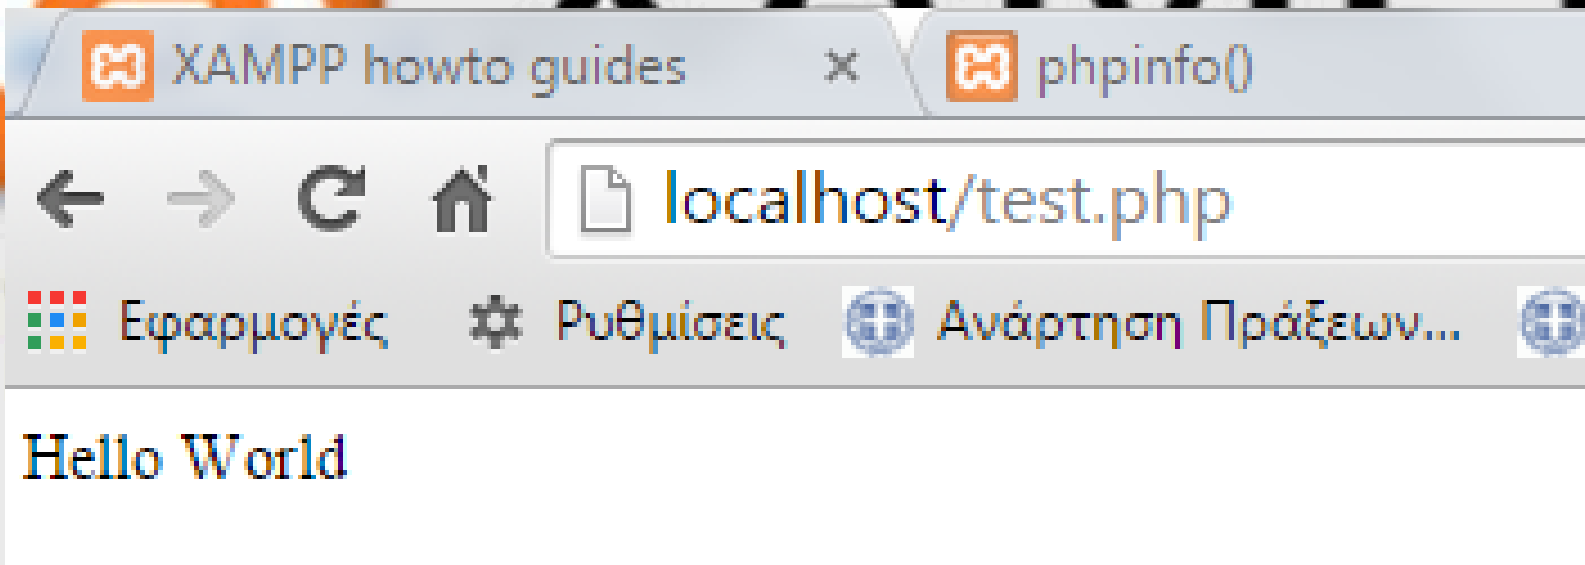 XAMPP howto guides
phpinfo()
localhost/test.php
Εφαρμογές Ρυθμίσεις Ανάρτηση Πράξεων...
Hello World